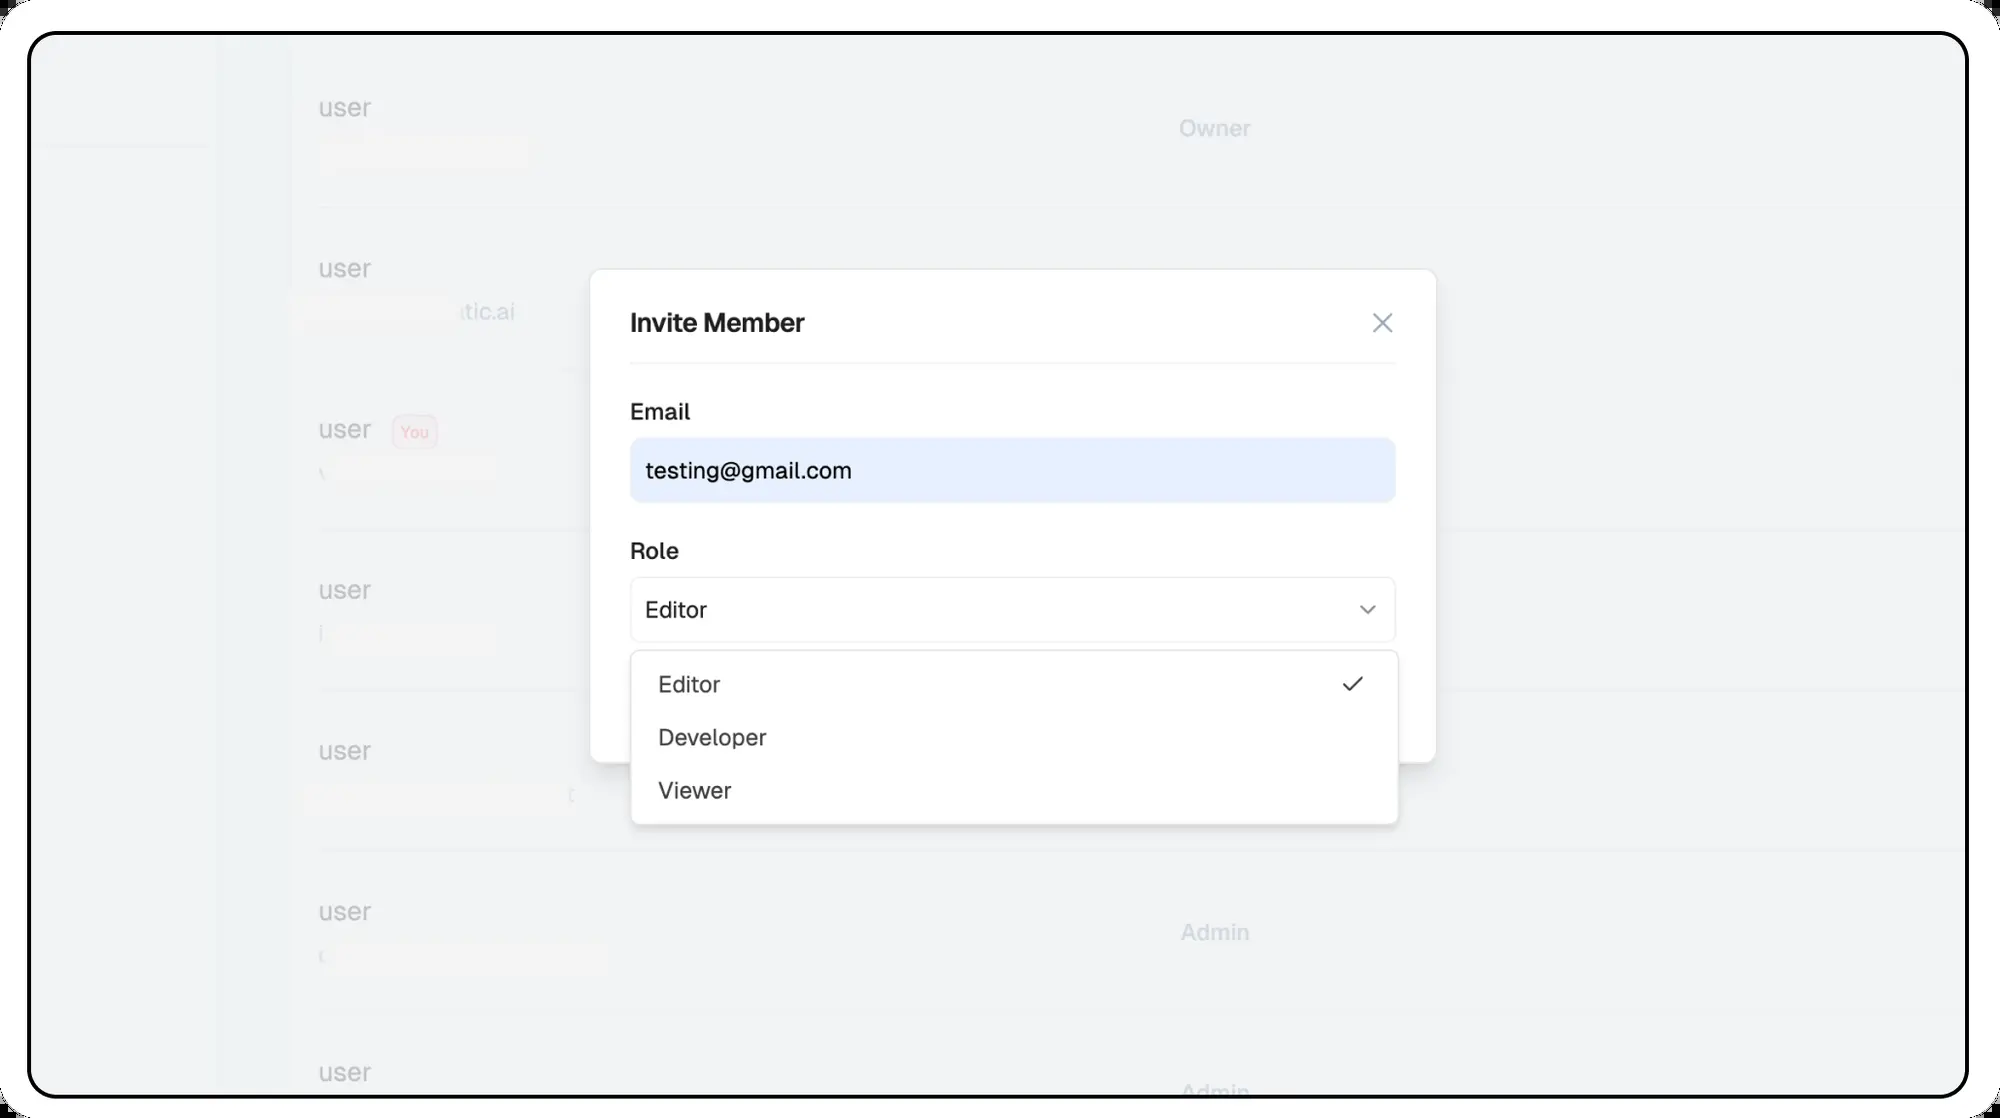 user
Owner
user
tic.ai
Invite Member
Email
user You
testing@gmail.com
Role
user
Editor
Editor
Developer
user
Viewer
user
Admin
user
Admin